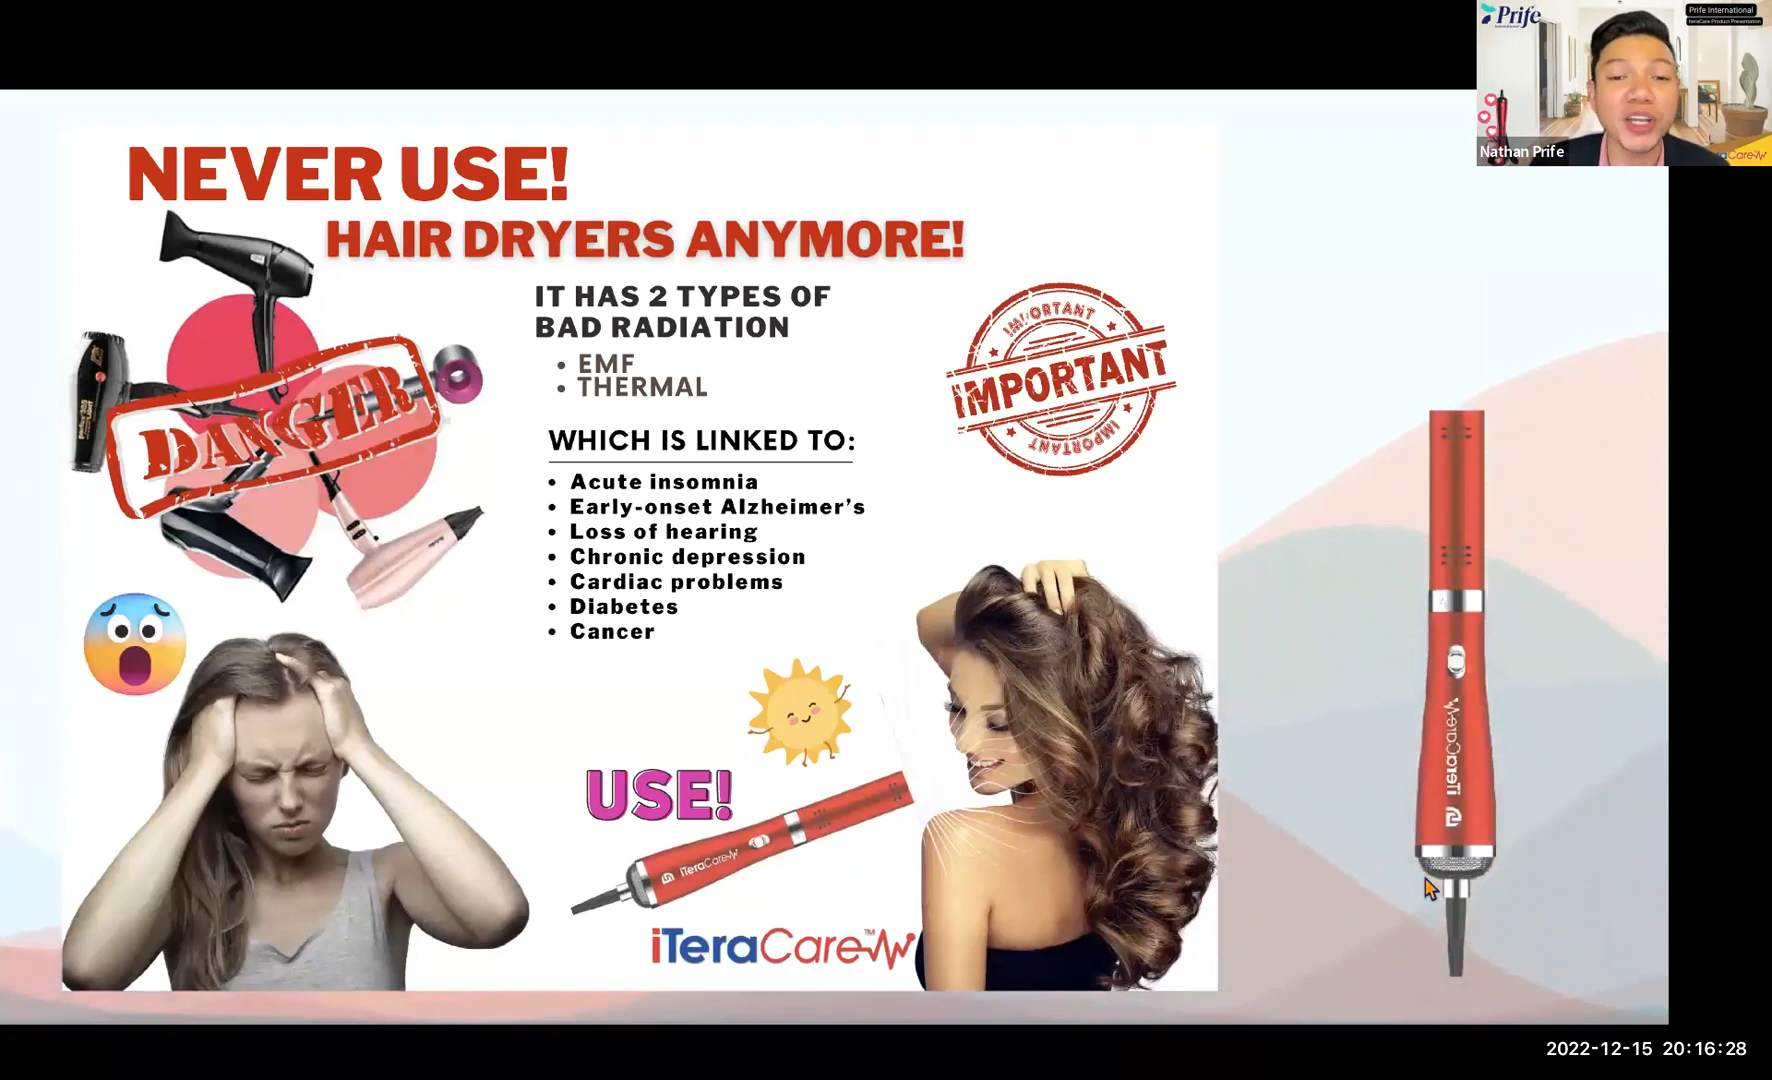 Prife
Prife International
iteraCare Product Presentation
Nathan Prife
NEVER USE!
HAIR DRYERS ANYMORE!
IT HAS 2 TYPES OF
BAD RADIATION
• EMF
• THERMAL
DANGER
IMPORTANT
IMPORTANT
IMPORTANT
WHICH IS LINKED TO:
• Acute insomnia
• Early-onset Alzheimer's
• Loss of hearing
• Chronic depression
• Cardiac problems
• Diabetes
• Cancer
USE!
iTeraCare
iTeraCare™
iTeraCare
2022-12-15 20:16:28